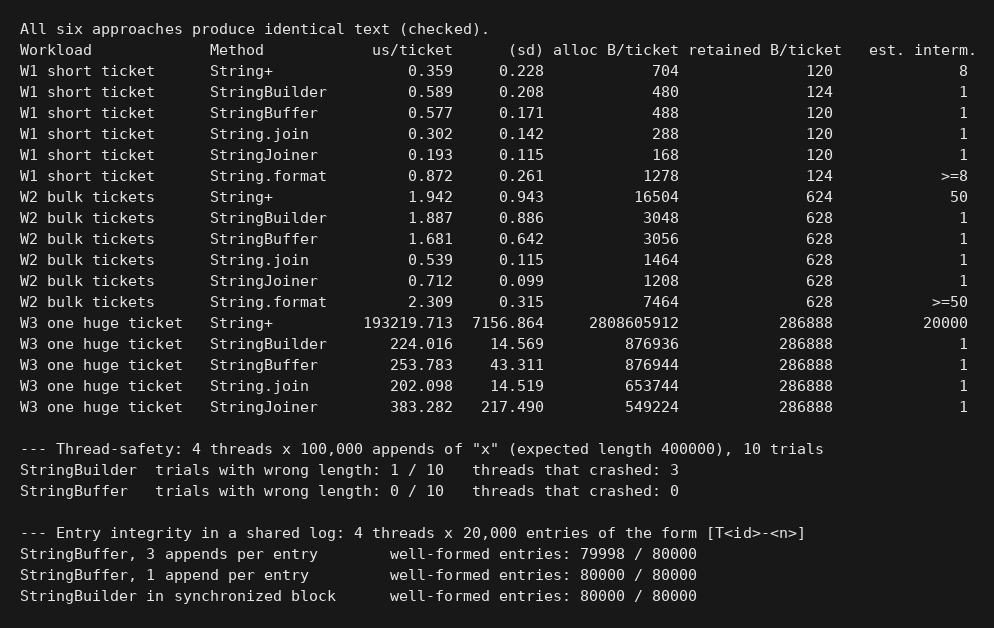 All six approaches produce identical text (checked).
Workload             Method            us/ticket      (sd) alloc B/ticket retained B/ticket   est. interm.
W1 short ticket      String+               0.359     0.228            704              120              8
W1 short ticket      StringBuilder         0.589     0.208            480              124              1
W1 short ticket      StringBuffer          0.577     0.171            488              120              1
W1 short ticket      String.join           0.302     0.142            288              120              1
W1 short ticket      StringJoiner          0.193     0.115            168              120              1
W1 short ticket      String.format         0.872     0.261           1278              124            >=8
W2 bulk tickets      String+               1.942     0.943          16504              624             50
W2 bulk tickets      StringBuilder         1.887     0.886           3048              628              1
W2 bulk tickets      StringBuffer          1.681     0.642           3056              628              1
W2 bulk tickets      String.join           0.539     0.115           1464              628              1
W2 bulk tickets      StringJoiner          0.712     0.099           1208              628              1
W2 bulk tickets      String.format         2.309     0.315           7464              628           >=50
W3 one huge ticket   String+          193219.713  7156.864     2808605912           286888          20000
W3 one huge ticket   StringBuilder       224.016    14.569         876936           286888              1
W3 one huge ticket   StringBuffer        253.783    43.311         876944           286888              1
W3 one huge ticket   String.join         202.098    14.519         653744           286888              1
W3 one huge ticket   StringJoiner        383.282   217.490         549224           286888              1
--- Thread-safety: 4 threads x 100,000 appends of "x" (expected length 400000), 10 trials
StringBuilder  trials with wrong length: 1 / 10   threads that crashed: 3
StringBuffer   trials with wrong length: 0 / 10   threads that crashed: 0
--- Entry integrity in a shared log: 4 threads x 20,000 entries of the form [T<id>-<n>]
StringBuffer, 3 appends per entry        well-formed entries: 79998 / 80000
StringBuffer, 1 append per entry         well-formed entries: 80000 / 80000
StringBuilder in synchronized block      well-formed entries: 80000 / 80000